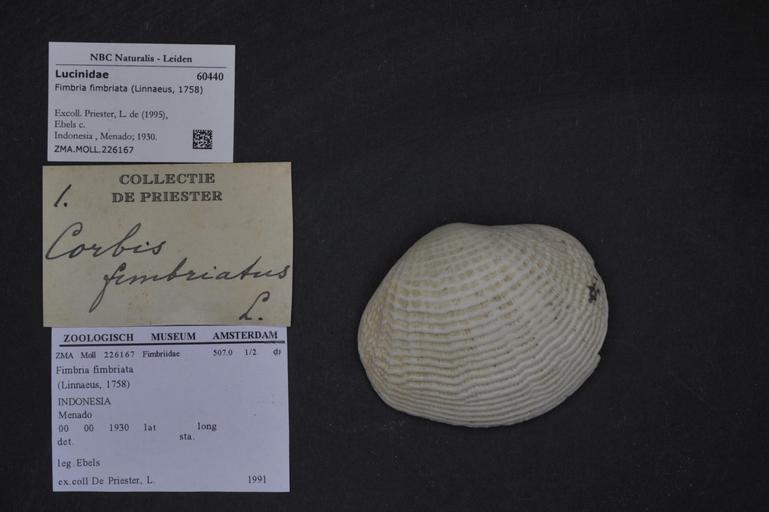 NBC Naturalis - Leiden
Lucinidae 60440
Fimbria fimbriata (Linnaeus, 1758)
Excoll. Priester, L. de (1995),
Ebels c.
Indonesia , Menado; 1930.
ZMA.MOLL.226167
COLLECTIE
DE PRIESTER
1.
Corbis
fimbriatus
L.
ZOOLOGISCH MUSEUM AMSTERDAM
ZMA Moll 226167 Fimbriidae 507.0 1/2 d1
Fimbria fimbriata
(Linnaeus, 1758)
INDONESIA
Menado
00 00 1930 lat long
sta.
det.
leg. Ebels
ex.coll De Priester, L. 1991